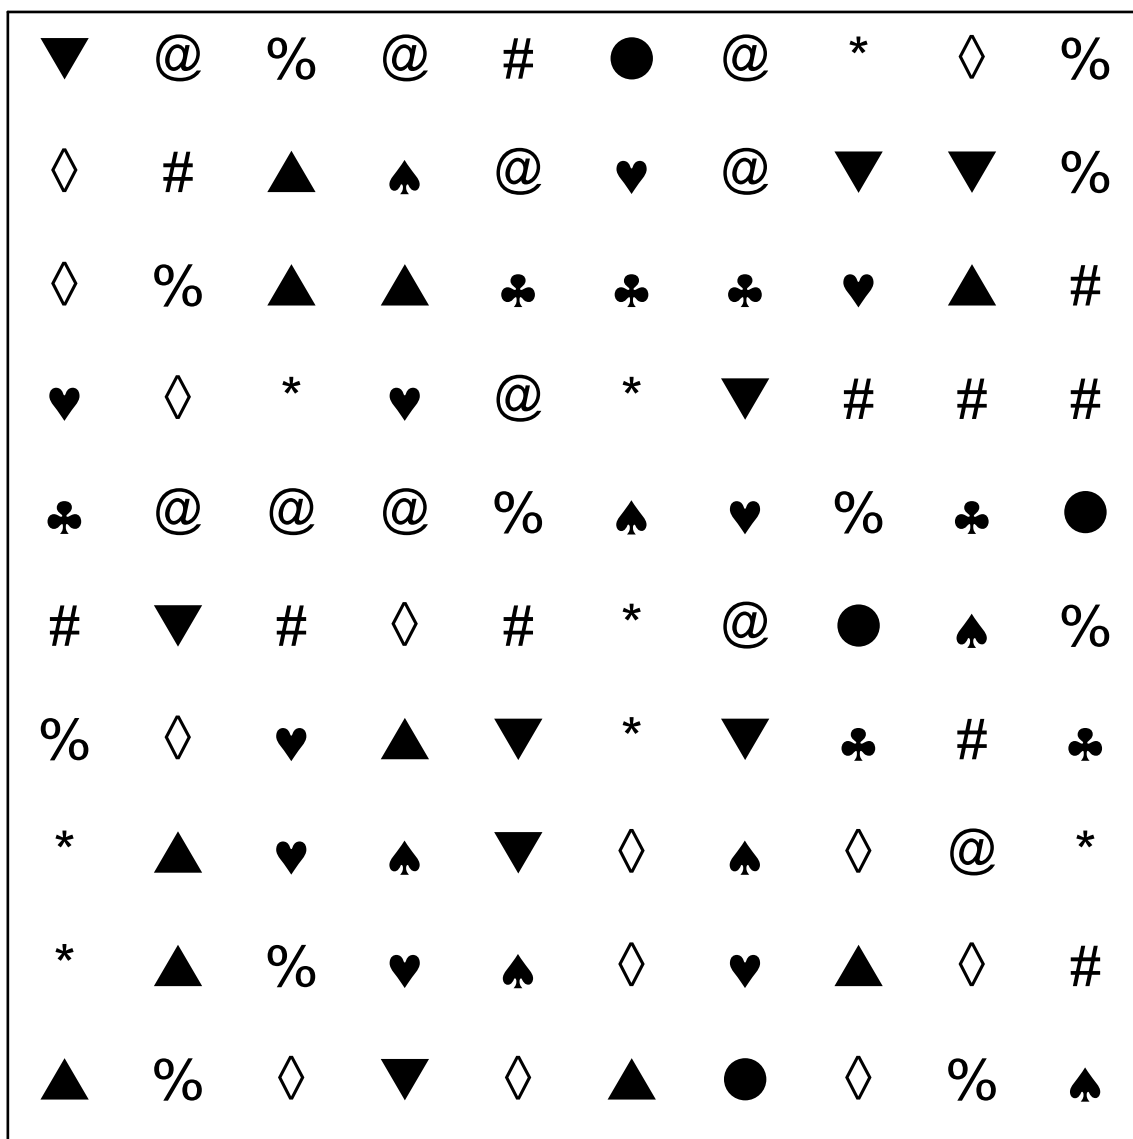 ▼ @ % @ # ● @ * ◊ %
◊ # ▲ ♠ @ ♥ @ ▼ ▼ %
◊ % ▲ ▲ ♣ ♣ ♣ ♥ ▲ #
♥ ◊ * ♥ @ * ▼ # # #
♣ @ @ @ % ♠ ♥ % ♣ ●
# ▼ # ◊ # * @ ● ♠ %
% ◊ ♥ ▲ ▼ * ▼ ♣ # ♣
* ▲ ♥ ♠ ▼ ◊ ♠ ◊ @ *
* ▲ % ♥ ♠ ◊ ♥ ▲ ◊ #
▲ % ◊ ▼ ◊ ▲ ● ◊ % ♠